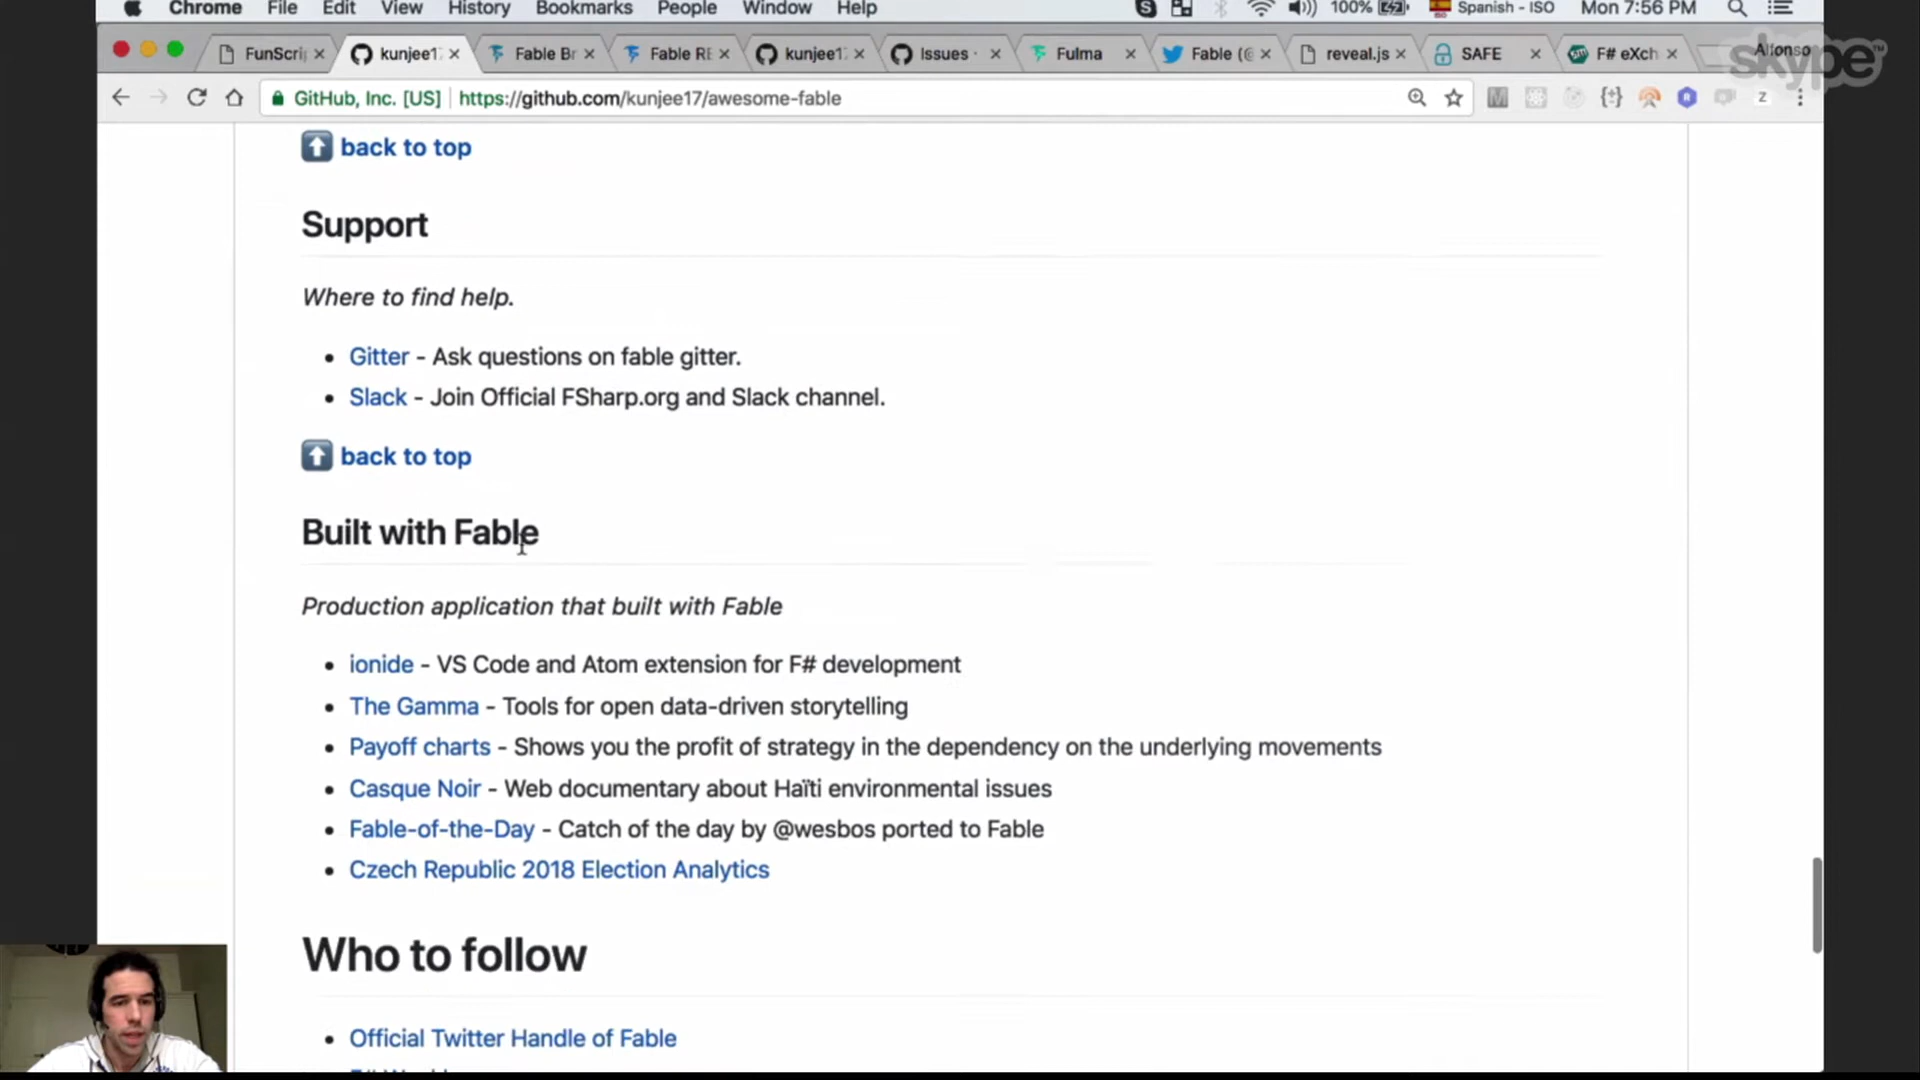 Chrome File Edit View History Bookmarks People Window Help 100% Spanish - ISO Mon 7:56 PM
FunScrip kunjee17 Fable Br Fable RE kunjee17 Issues · Fulma Fable (@ reveal.js SAFE F# eXch Alfonso
skype™
GitHub, Inc. [US] https://github.com/kunjee17/awesome-fable
back to top
Support
Where to find help.
Gitter - Ask questions on fable gitter.
Slack - Join Official FSharp.org and Slack channel.
back to top
Built with Fable
Production application that built with Fable
ionide - VS Code and Atom extension for F# development
The Gamma - Tools for open data-driven storytelling
Payoff charts - Shows you the profit of strategy in the dependency on the underlying movements
Casque Noir - Web documentary about Haïti environmental issues
Fable-of-the-Day - Catch of the day by @wesbos ported to Fable
Czech Republic 2018 Election Analytics
Who to follow
Official Twitter Handle of Fable